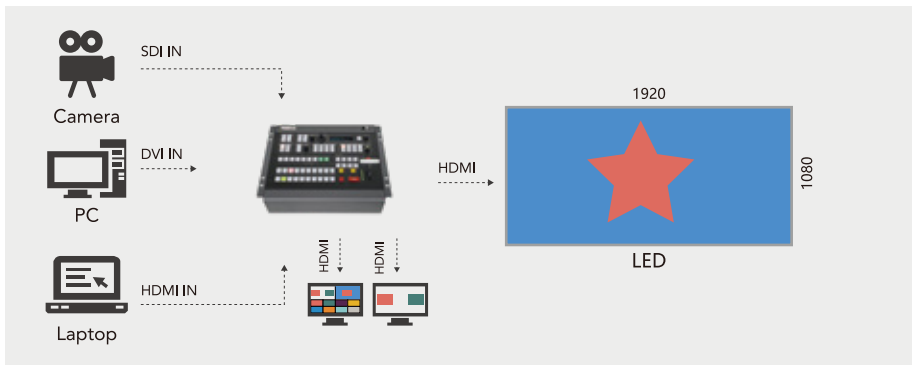 SDI IN
Camera
DVI IN
PC
HDMI IN
Laptop
HDMI
HDMI
HDMI
1920
1080
LED